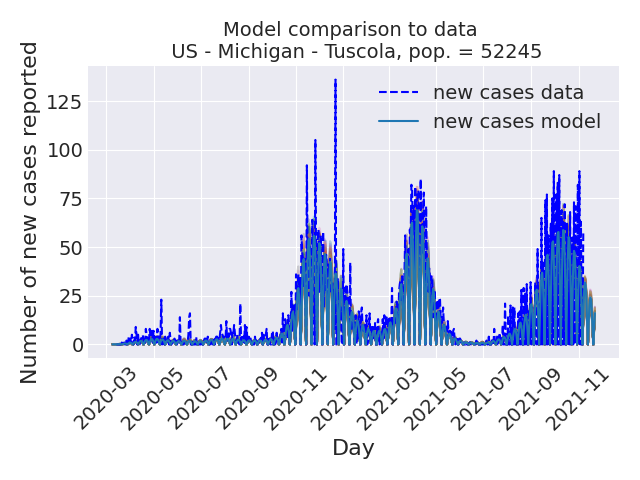 Model comparison to data
US - Michigan - Tuscola, pop. = 52245
Number of new cases reported
125
100
75
50
25
0
new cases data
new cases model
2020-03
2020-05
2020-07
2020-09
2020-11
2021-01
2021-03
2021-05
2021-07
2021-09
2021-11
Day